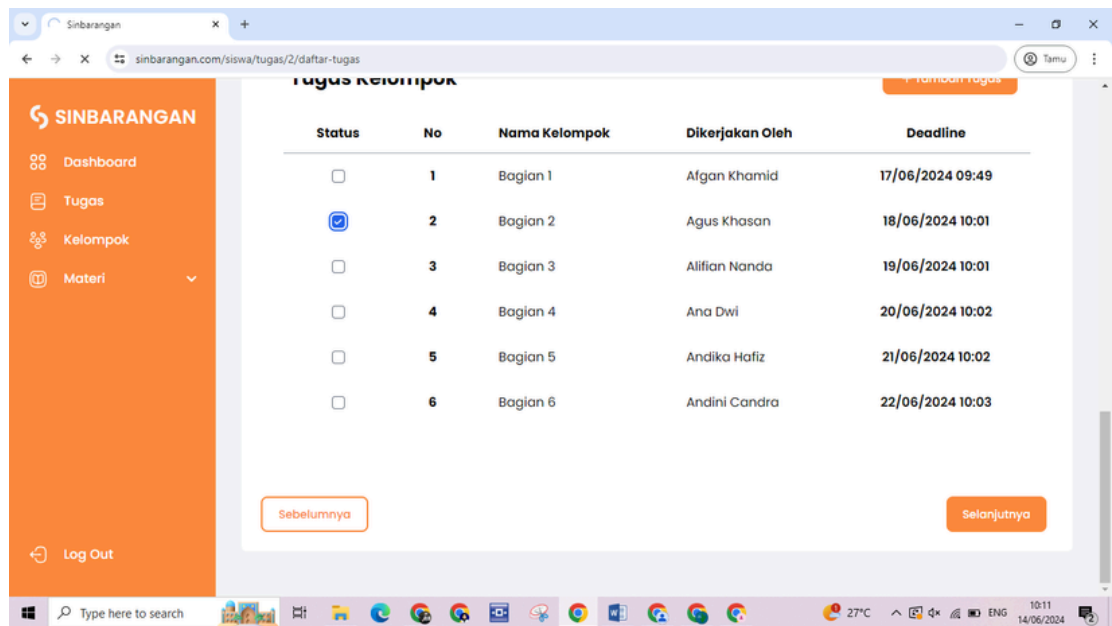 Sinbarangan
sinbarangan.com/siswa/tugas/2/daftar-tugas
Tamu
SINBARANGAN
Dashboard
Tugas
Kelompok
Materi
Log Out
Tugas Kelompok
+ Tambah Tugas
Status No Nama Kelompok Dikerjakan Oleh Deadline
1 Bagian 1 Afgan Khamid 17/06/2024 09:49
2 Bagian 2 Agus Khasan 18/06/2024 10:01
3 Bagian 3 Alifian Nanda 19/06/2024 10:01
4 Bagian 4 Ana Dwi 20/06/2024 10:02
5 Bagian 5 Andika Hafiz 21/06/2024 10:02
6 Bagian 6 Andini Candra 22/06/2024 10:03
Sebelumnya
Selanjutnya
Type here to search
27°C
ENG
10:11
14/06/2024
2